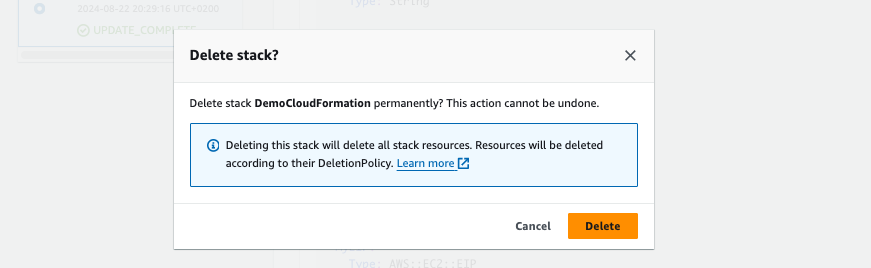 Type: String
2024-08-22 20:29:16 UTC+0200
UPDATE_COMPLETE
Delete stack?
Delete stack DemoCloudFormation permanently? This action cannot be undone.
Deleting this stack will delete all stack resources. Resources will be deleted
according to their DeletionPolicy. Learn more
Cancel
Delete
Type: AWS::EC2::EIP